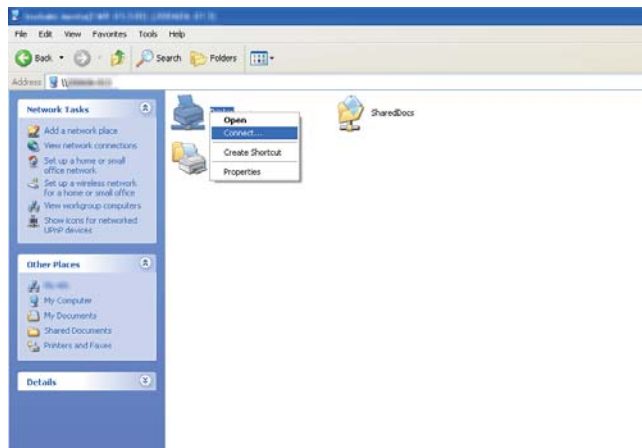 File Edit View Favorites Tools Help
Back Search Folders
Address \\
Network Tasks
Add a network place
View network connections
Set up a home or small
office network
Set up a wireless network
for a home or small office
View workgroup computers
Show icons for networked
UPnP devices
Other Places
My Computer
My Documents
Shared Documents
Printers and Faxes
Details
Open
Connect...
Create Shortcut
Properties
SharedDocs